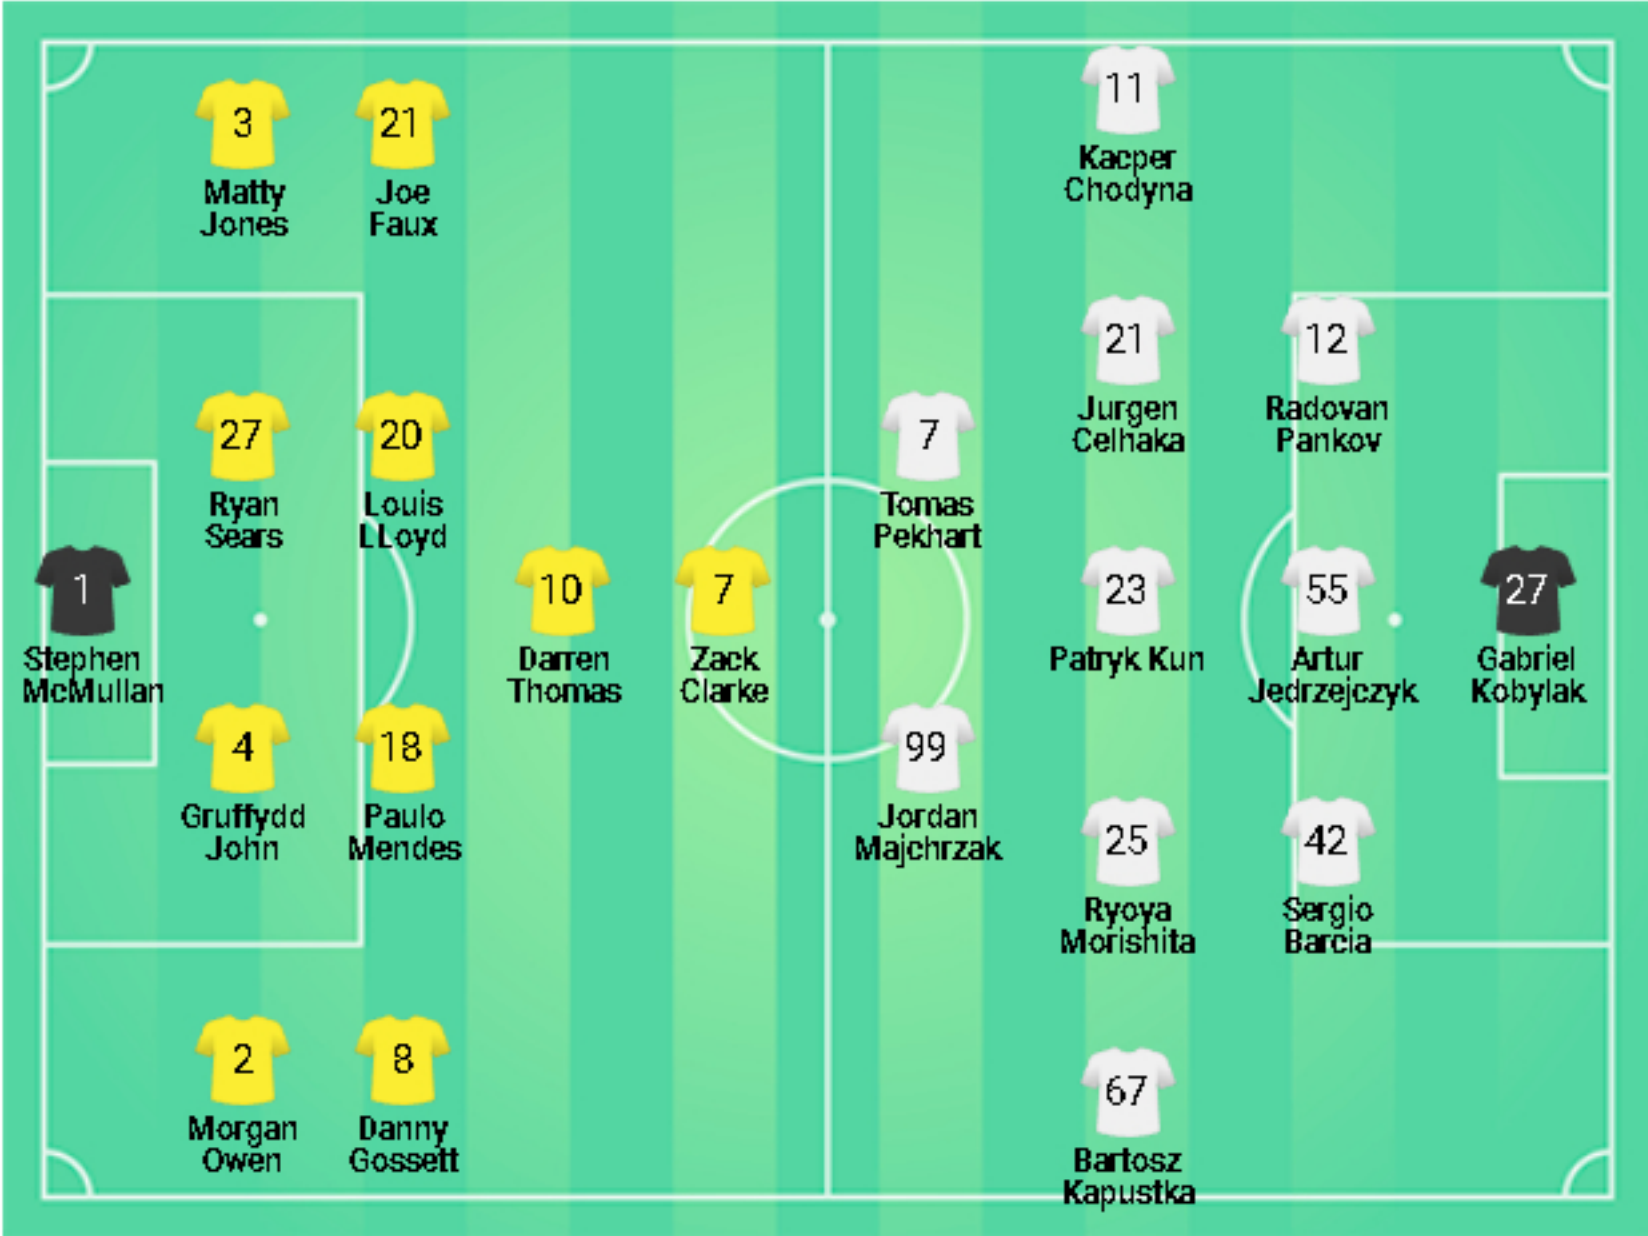 3
Matty
Jones
21
Joe
Faux
27
Ryan
Sears
20
Louis
LLoyd
1
Stephen
McMullan
10
Darren
Thomas
7
Zack
Clarke
4
Gruffydd
John
18
Paulo
Mendes
2
Morgan
Owen
8
Danny
Gossett
11
Kacper
Chodyna
21
Jurgen
Celhaka
12
Radovan
Pankov
7
Tomas
Pekhart
23
Patryk Kun
55
Artur
Jedrzejczyk
27
Gabriel
Kobylak
99
Jordan
Majchrzak
25
Ryoya
Morishita
42
Sergio
Barcia
67
Bartosz
Kapustka